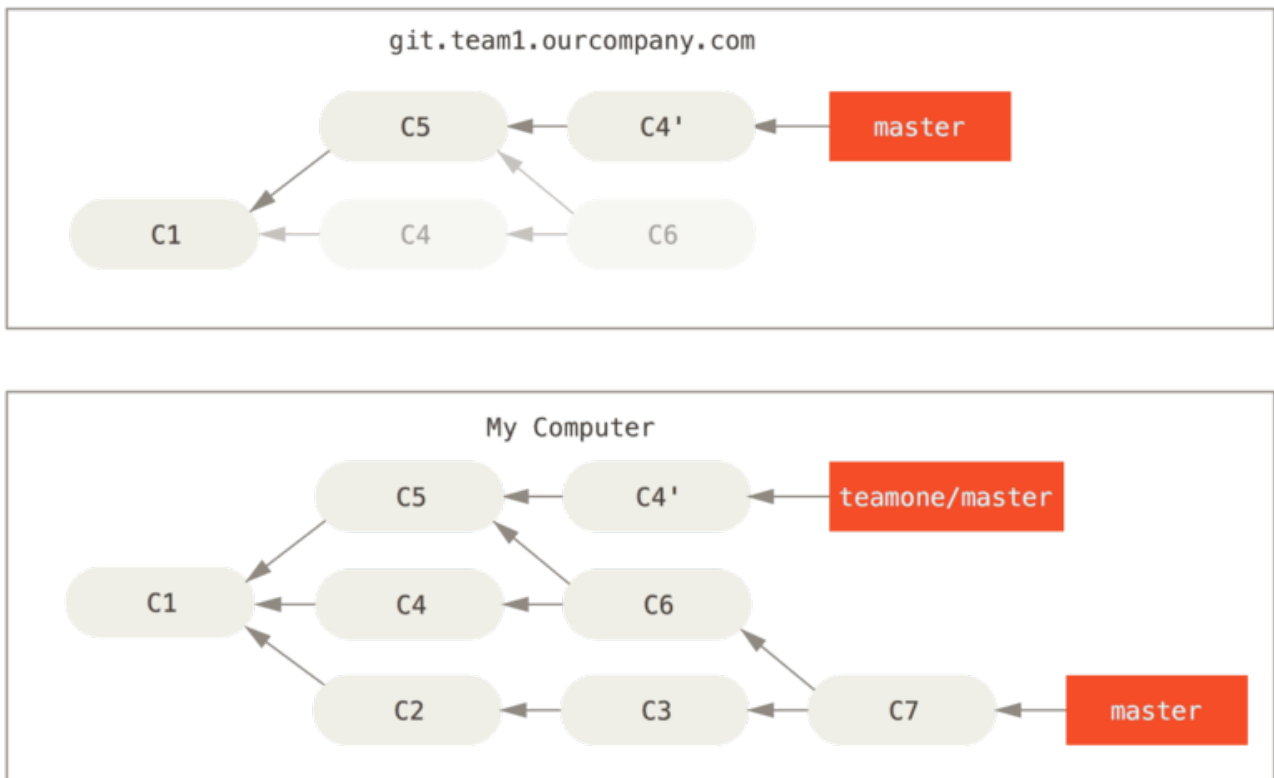 git.team1.ourcompany.com
C5 C4' master
C1 C4 C6
My Computer
C5 C4' teamone/master
C1 C4 C6
C2 C3 C7 master